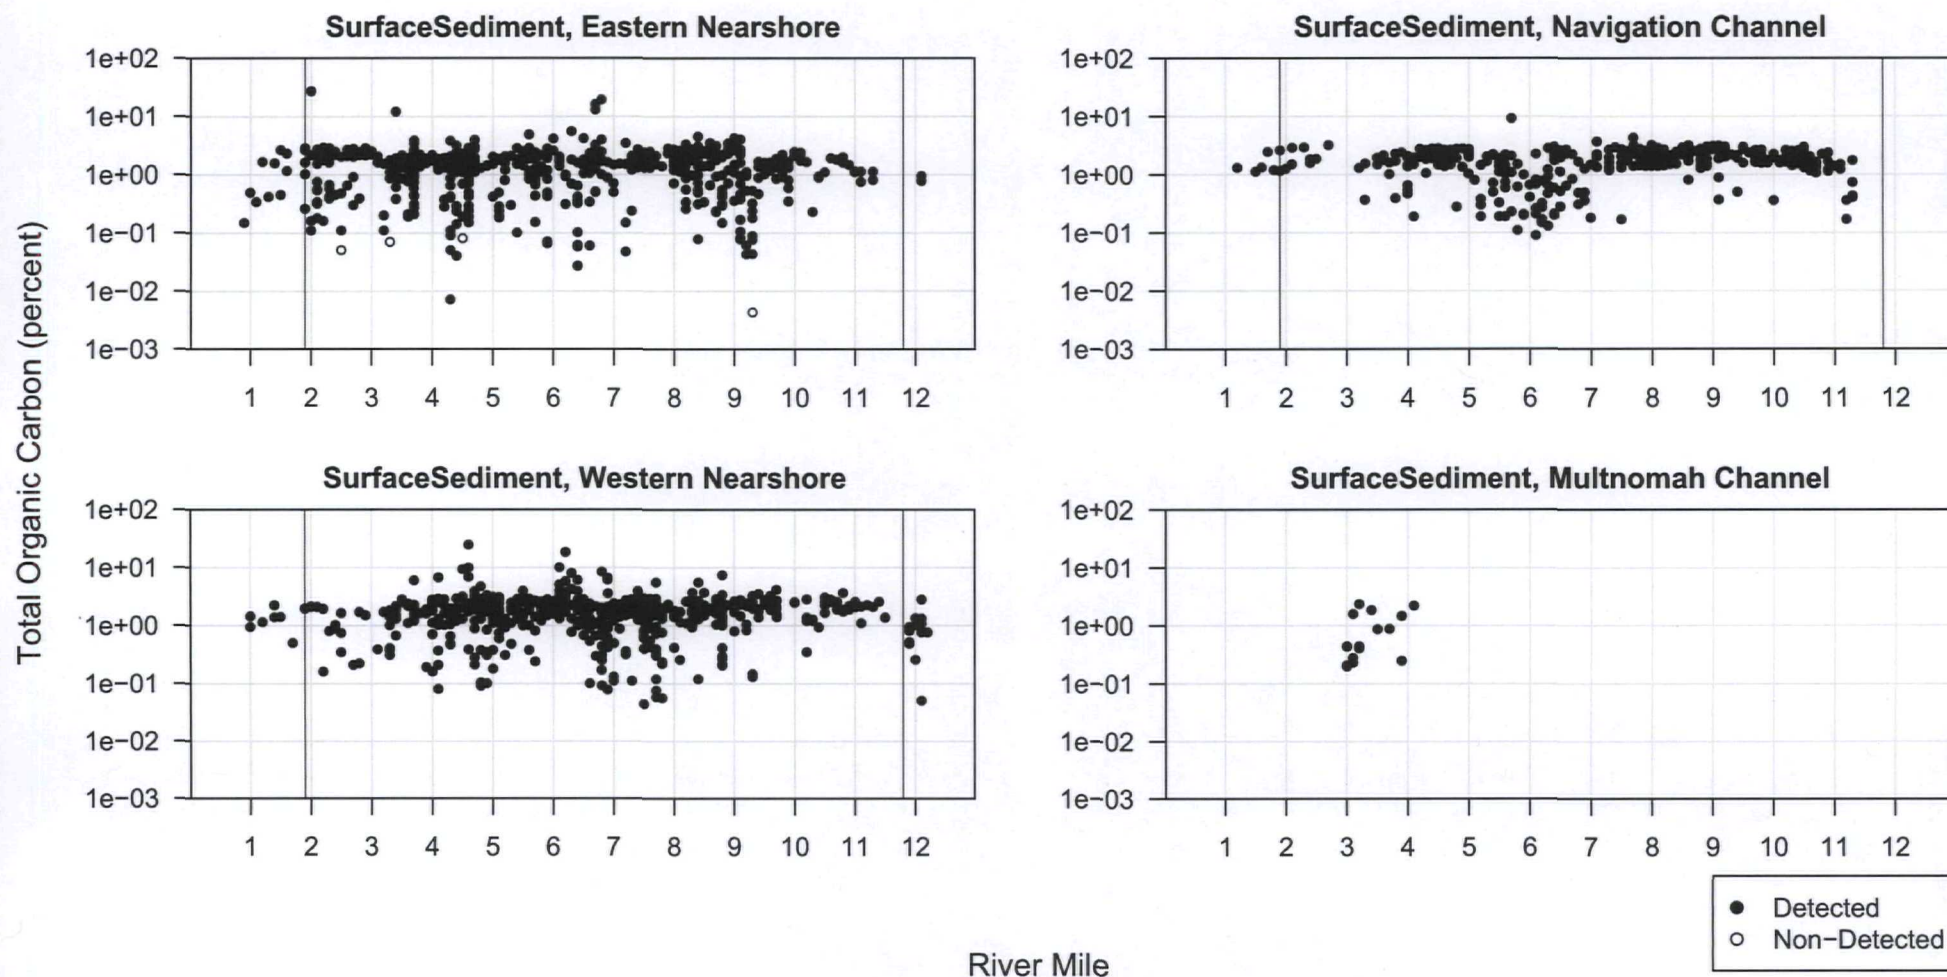 SurfaceSediment, Eastern Nearshore
SurfaceSediment, Navigation Channel
Total Organic Carbon (percent)
1e+02
1e+01
1e+00
1e−01
1e−02
1e−03
1 2 3 4 5 6 7 8 9 10 11 12
1e+02
1e+01
1e+00
1e−01
1e−02
1e−03
1 2 3 4 5 6 7 8 9 10 11 12
SurfaceSediment, Western Nearshore
SurfaceSediment, Multnomah Channel
1e+02
1e+01
1e+00
1e−01
1e−02
1e−03
1 2 3 4 5 6 7 8 9 10 11 12
1e+02
1e+01
1e+00
1e−01
1e−02
1e−03
1 2 3 4 5 6 7 8 9 10 11 12
Detected
Non−Detected
River Mile